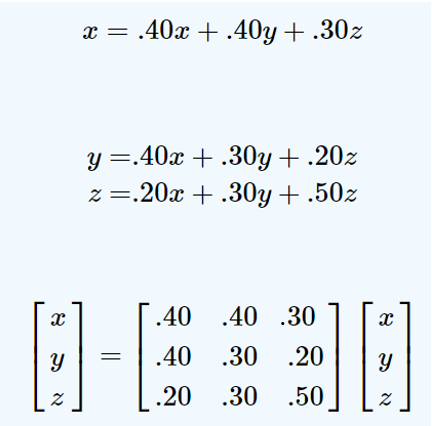 x = .40x + .40y + .30z
y =.40x + .30y + .20z
z =.20x + .30y + .50z
[x] = [.40 .40 .30] [x]
[y] = [.40 .30 .20] [y]
[z] = [.20 .30 .50] [z]